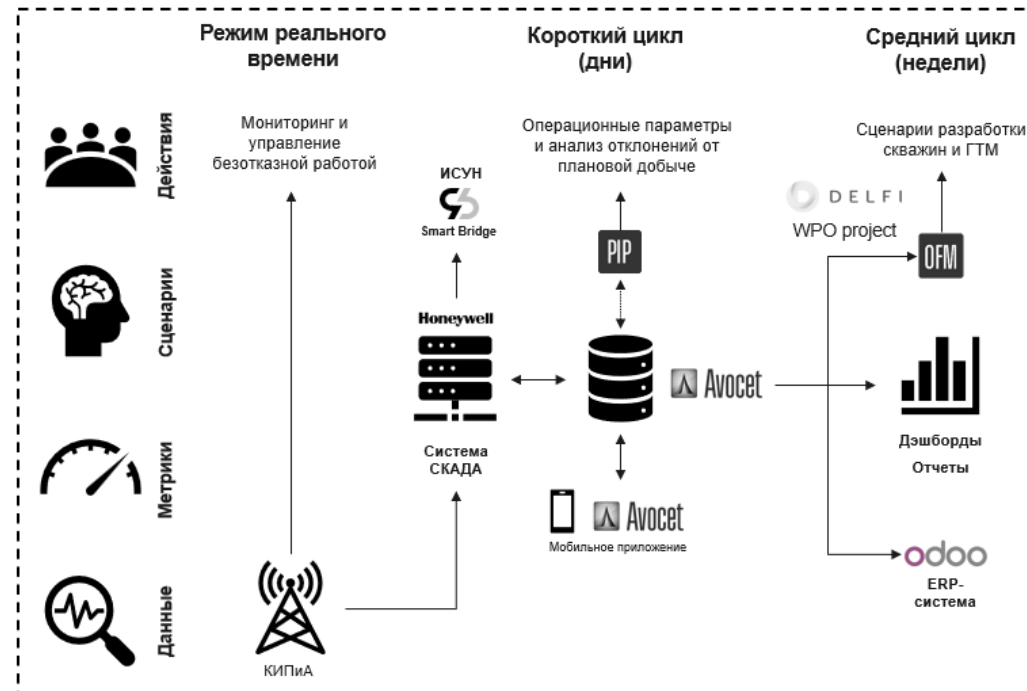 Режим реального
времени
Короткий цикл
(дни)
Средний цикл
(недели)
Действия
Мониторинг и
управление
безотказной работой
ИСУН
Smart Bridge
Операционные параметры
и анализ отклонений от
плановой добыче
Сценарии разработки
скважин и ГТМ
DELFI
WPO project
PIP
OFM
Сценарии
Honeywell
Avocet
Дэшборды
Отчеты
Метрики
Система
СКАДА
Avocet
Мобильное приложение
odoo
ERP-
система
Данные
КИПиА